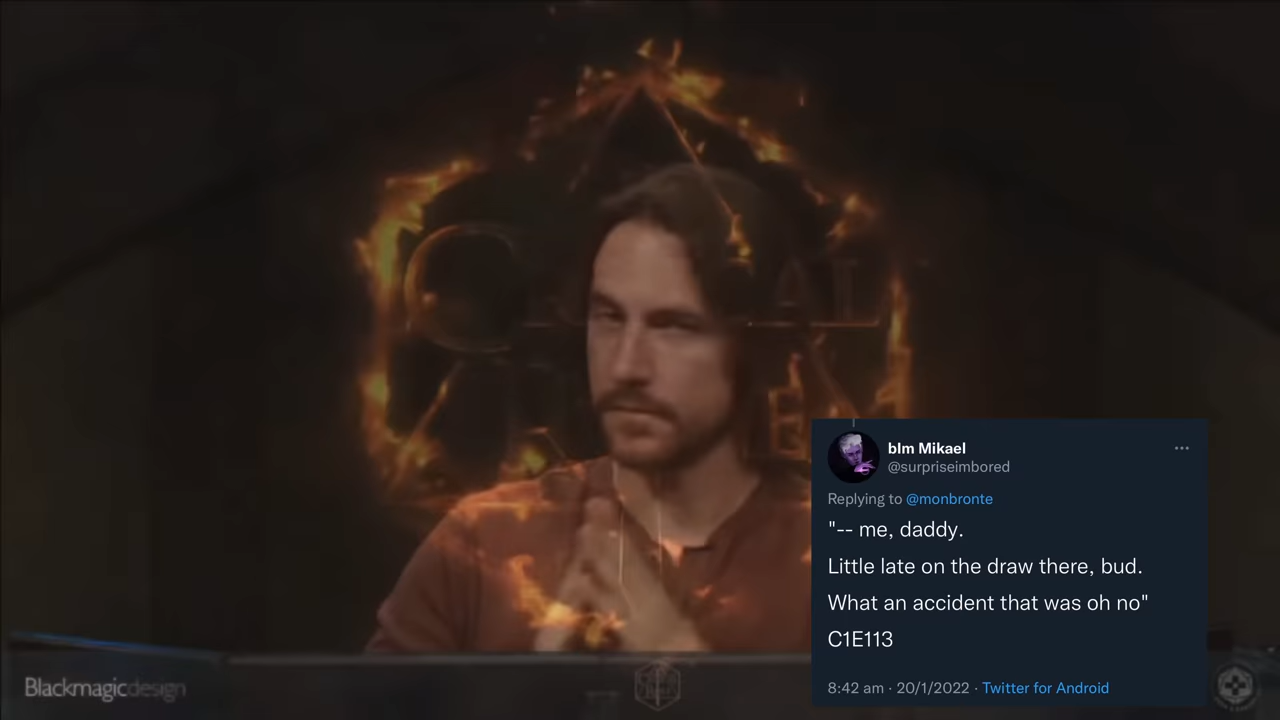 CRITICAL
blm Mikael
@surpriseimbored
Replying to @monbronte
"-- me, daddy.
Little late on the draw there, bud.
What an accident that was oh no"
C1E113
8:42 am · 20/1/2022 · Twitter for Android
Blackmagicdesign